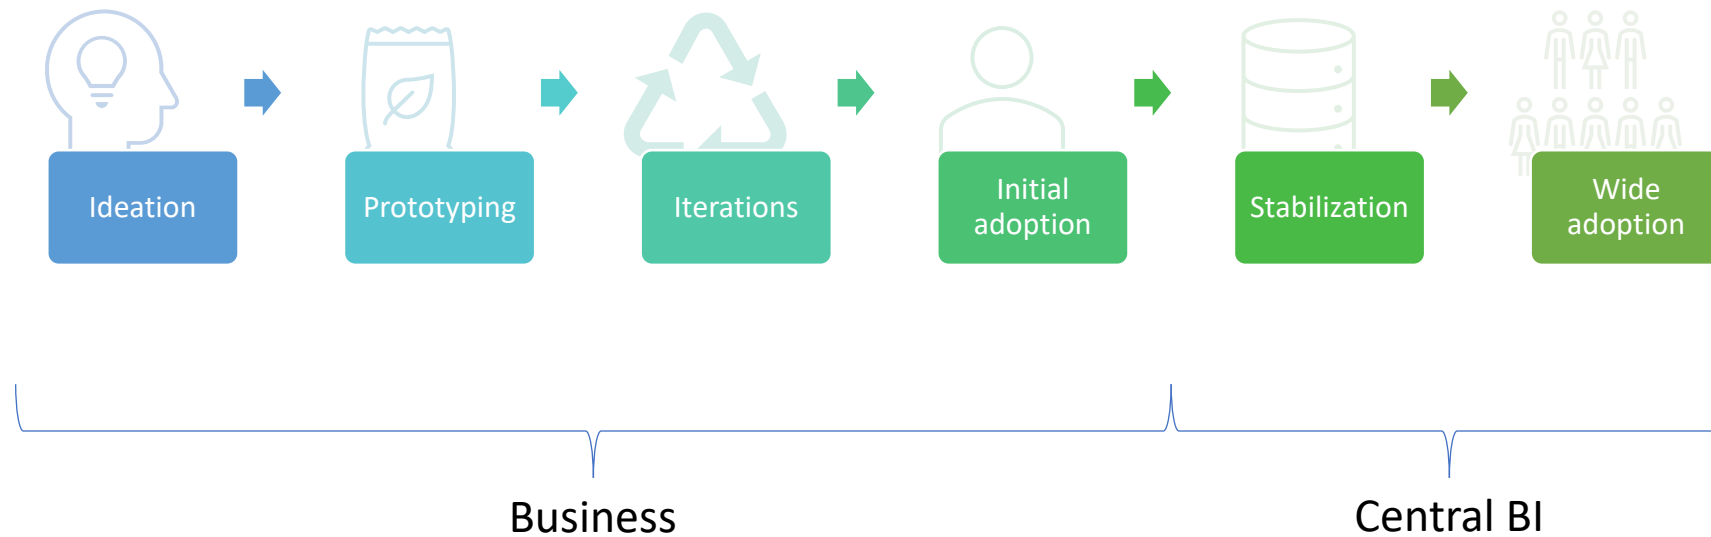 Ideation
Prototyping
Iterations
Initial
adoption
Stabilization
Wide
adoption
Business
Central BI